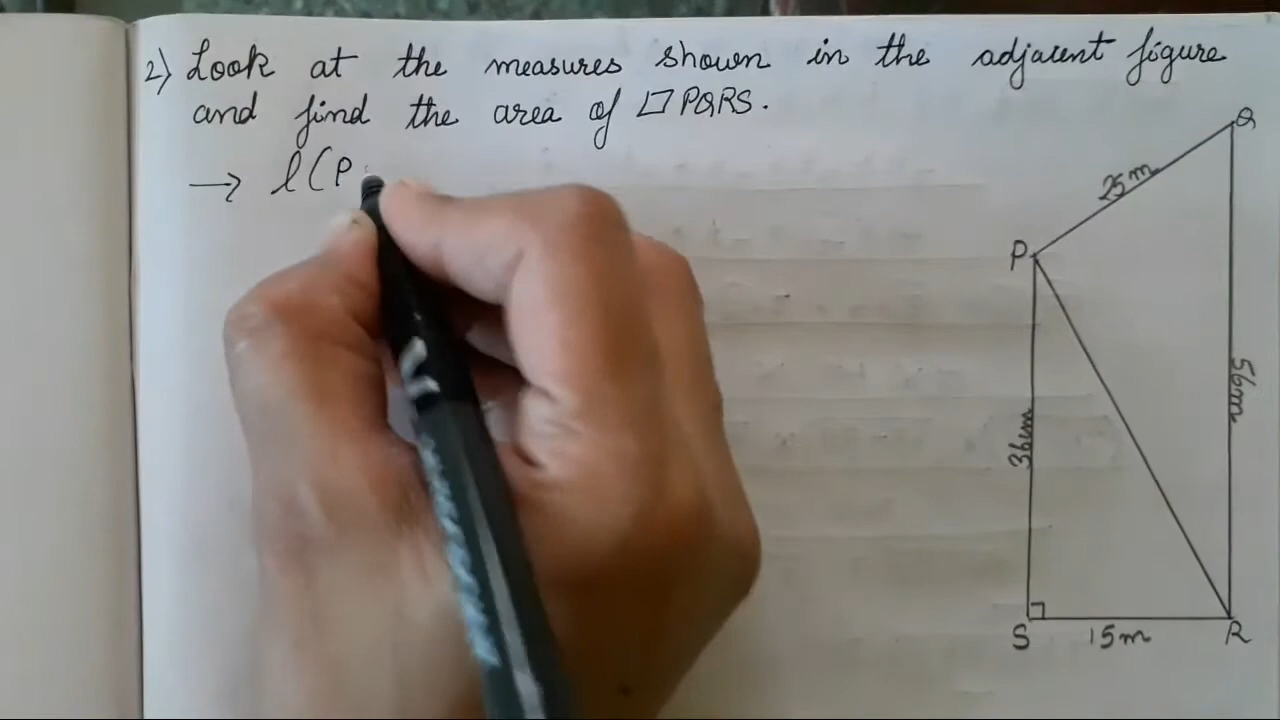 2) Look at the measures shown in the adjacent figure
and find the area of □PQRS.
→ l(P
Q
25m
P
56m
36m
S
15m
R